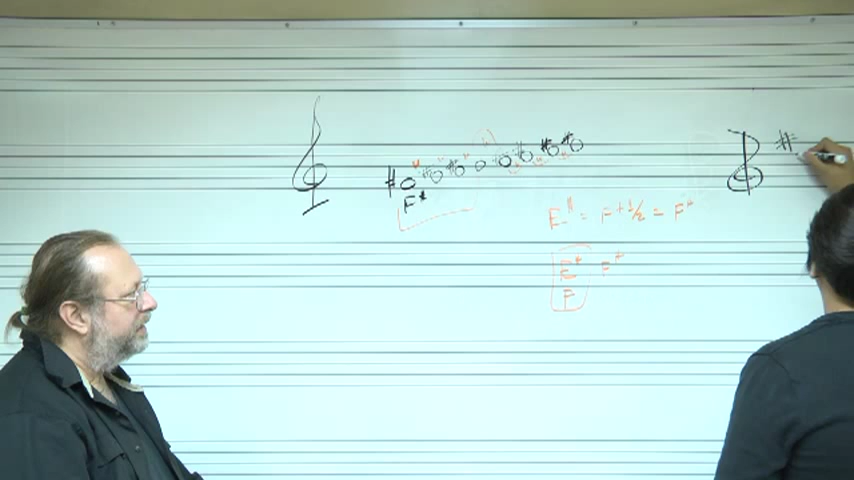 F#
E# = F + 1/2 = F#
E# F#
F